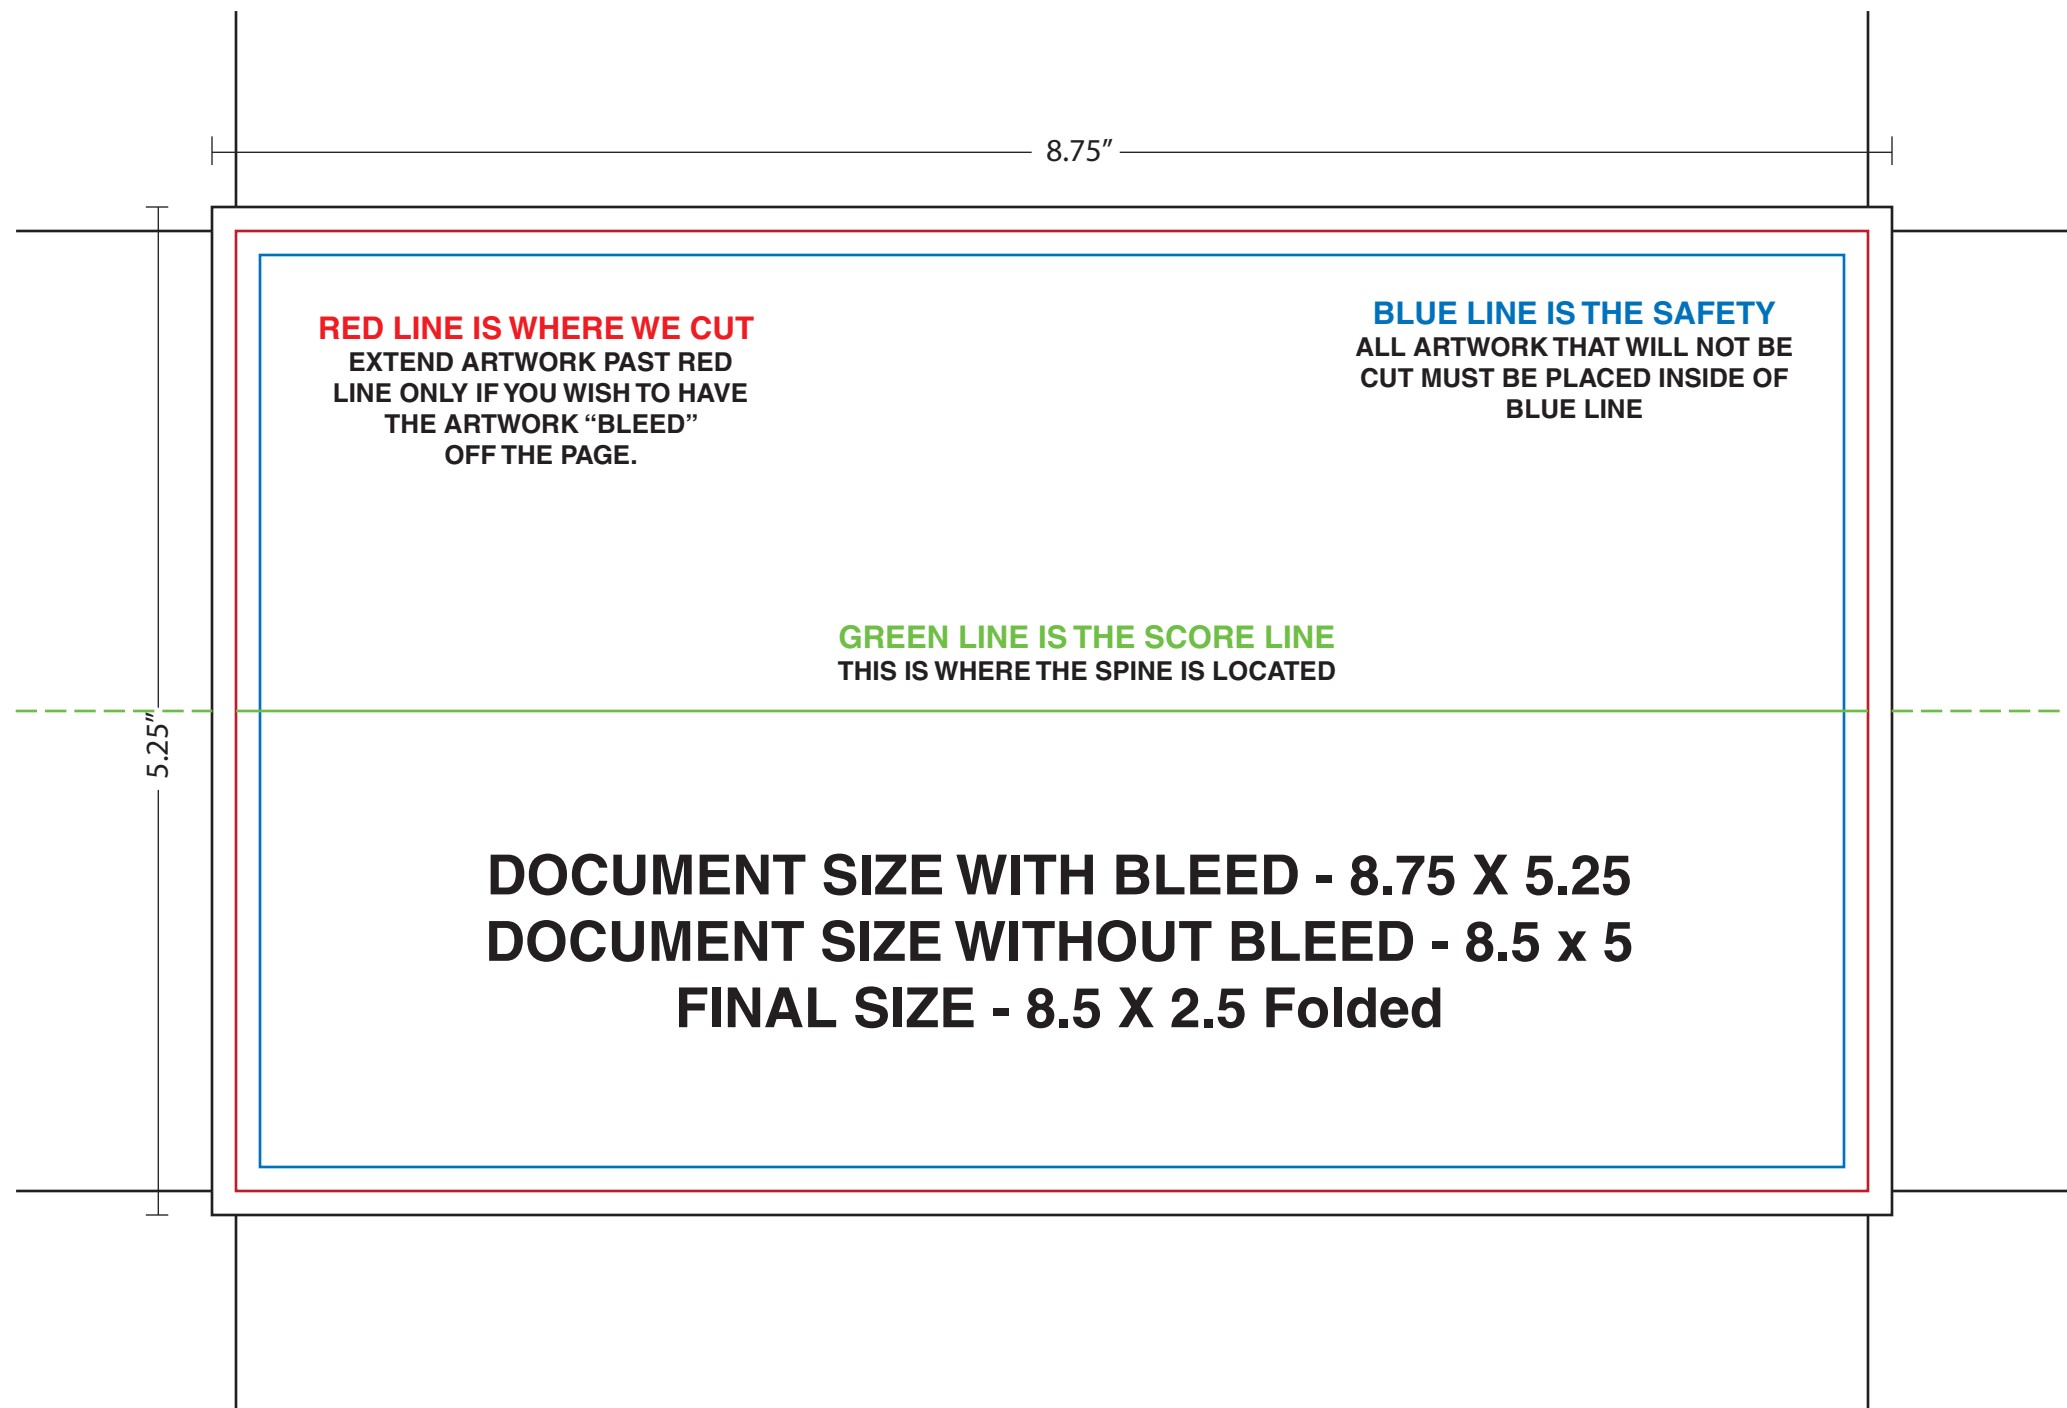 8.75”
5.25”
RED LINE IS WHERE WE CUT
EXTEND ARTWORK PAST RED
LINE ONLY IF YOU WISH TO HAVE
THE ARTWORK “BLEED”
OFF THE PAGE.
BLUE LINE IS THE SAFETY
ALL ARTWORK THAT WILL NOT BE
CUT MUST BE PLACED INSIDE OF
BLUE LINE
GREEN LINE IS THE SCORE LINE
THIS IS WHERE THE SPINE IS LOCATED
DOCUMENT SIZE WITH BLEED - 8.75 X 5.25
DOCUMENT SIZE WITHOUT BLEED - 8.5 x 5
FINAL SIZE - 8.5 X 2.5 Folded